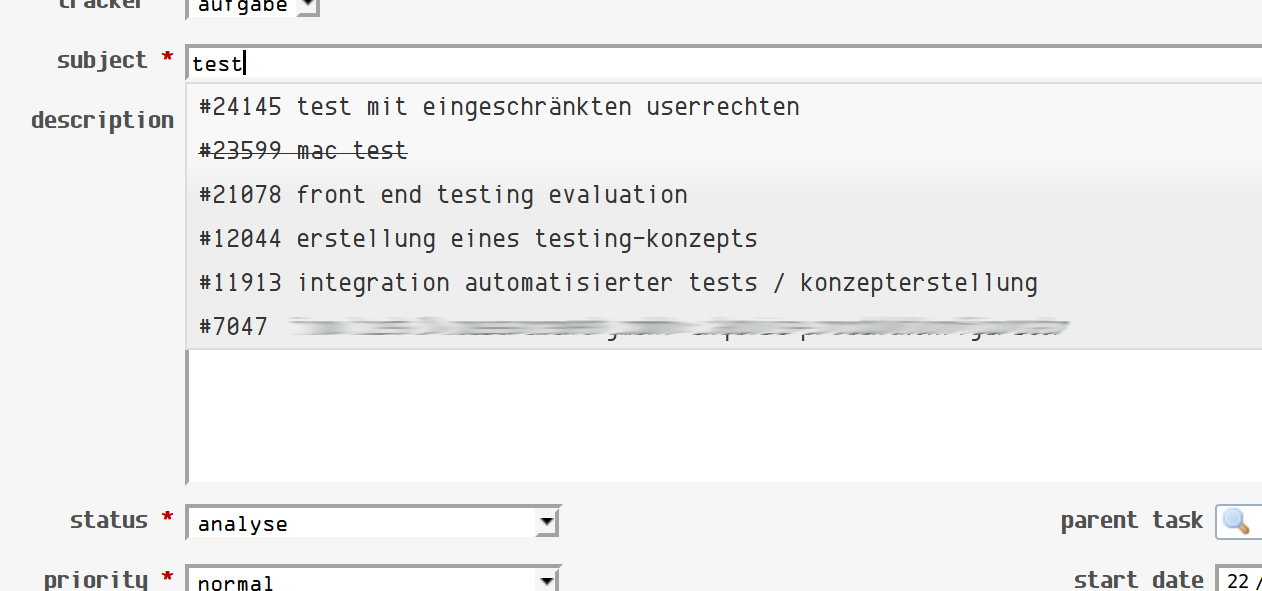 tracker aufgabe
subject * test
description
#24145 test mit eingeschränkten userrechten
#23599 mac test
#21078 front end testing evaluation
#12044 erstellung eines testing-konzepts
#11913 integration automatisierter tests / konzepterstellung
#7047
status * analyse
parent task
priority * normal
start date 22/